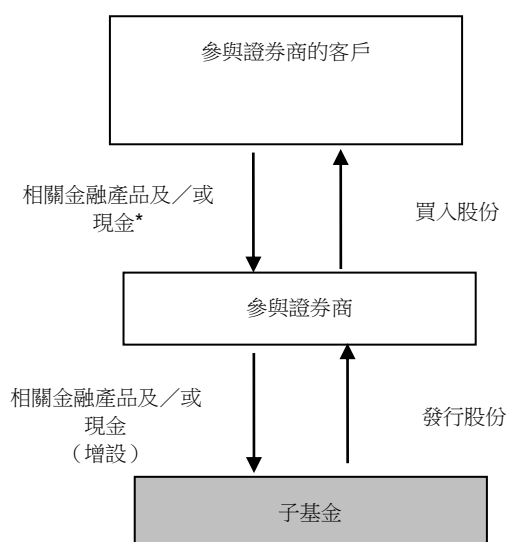 參與證券商的客戶
相關金融產品及／或
現金*
買入股份
參與證券商
相關金融產品及／或
現金
（增設）
發行股份
子基金